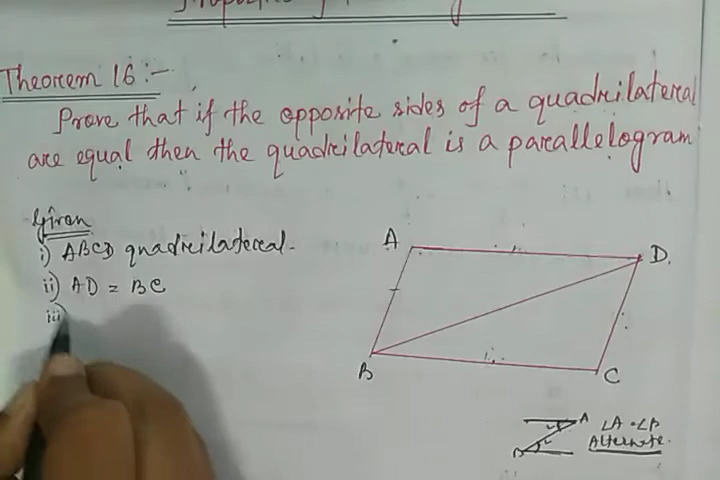 Theorem 16:-
Prove that if the opposite sides of a quadrilateral
are equal then the quadrilateral is a parallelogram
Given
i) ABCD quadrilateral.
ii) AD = BC
iii)
A
D.
B
C
A
∠A = ∠B
B
Alternate.